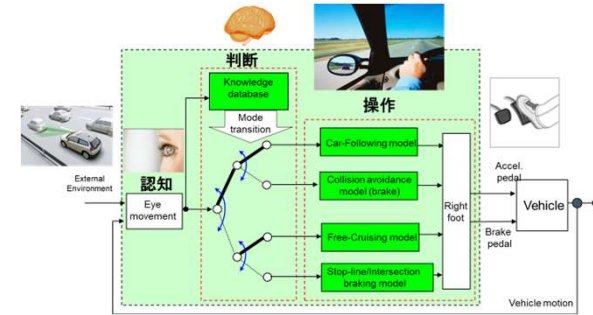 判断
Knowledge
database
Mode
transition
操作
External
Environment
認知
Eye
movement
Car-Following model
Collision avoidance
model (brake)
Free-Cruising model
Stop-line/Intersection
braking model
Right
foot
Accel.
pedal
Brake
pedal
Vehicle
Vehicle motion